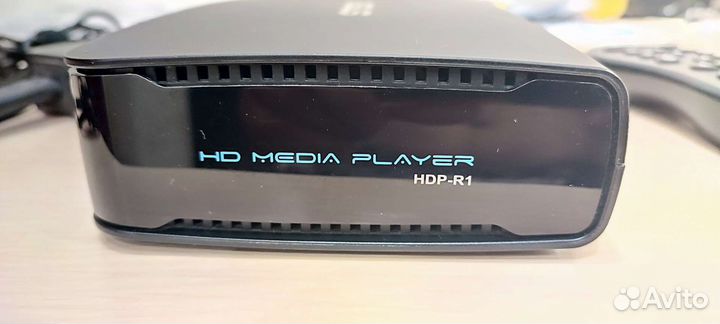 HD MEDIA PLAYER
HDP-R1
Avito